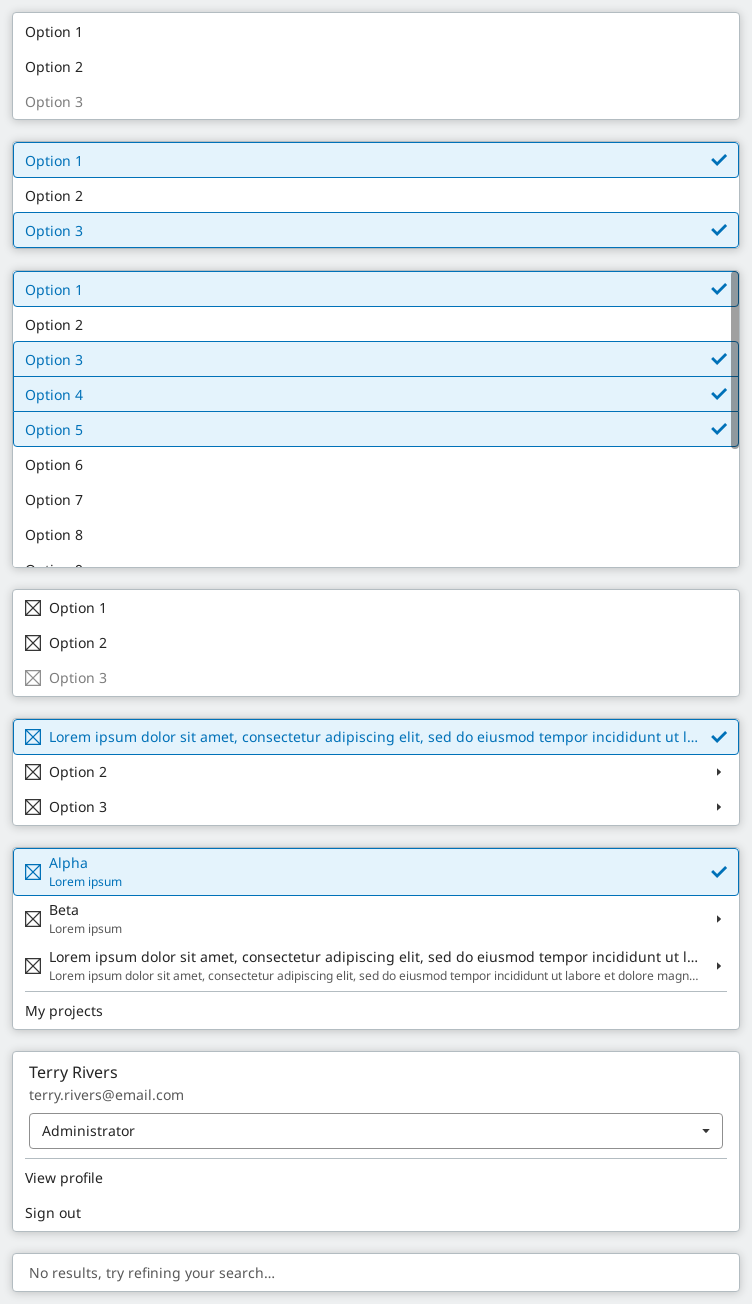 Option 1
Option 2
Option 3
Option 1
Option 2
Option 3
Option 1
Option 2
Option 3
Option 4
Option 5
Option 6
Option 7
Option 8
Option 1
Option 2
Option 3
Lorem ipsum dolor sit amet, consectetur adipiscing elit, sed do eiusmod tempor incididunt ut l...
Option 2
Option 3
Alpha
Lorem ipsum
Beta
Lorem ipsum
Lorem ipsum dolor sit amet, consectetur adipiscing elit, sed do eiusmod tempor incididunt ut l...
Lorem ipsum dolor sit amet, consectetur adipiscing elit, sed do eiusmod tempor incididunt ut labore et dolore magn...
My projects
Terry Rivers
terry.rivers@email.com
Administrator
View profile
Sign out
No results, try refining your search...